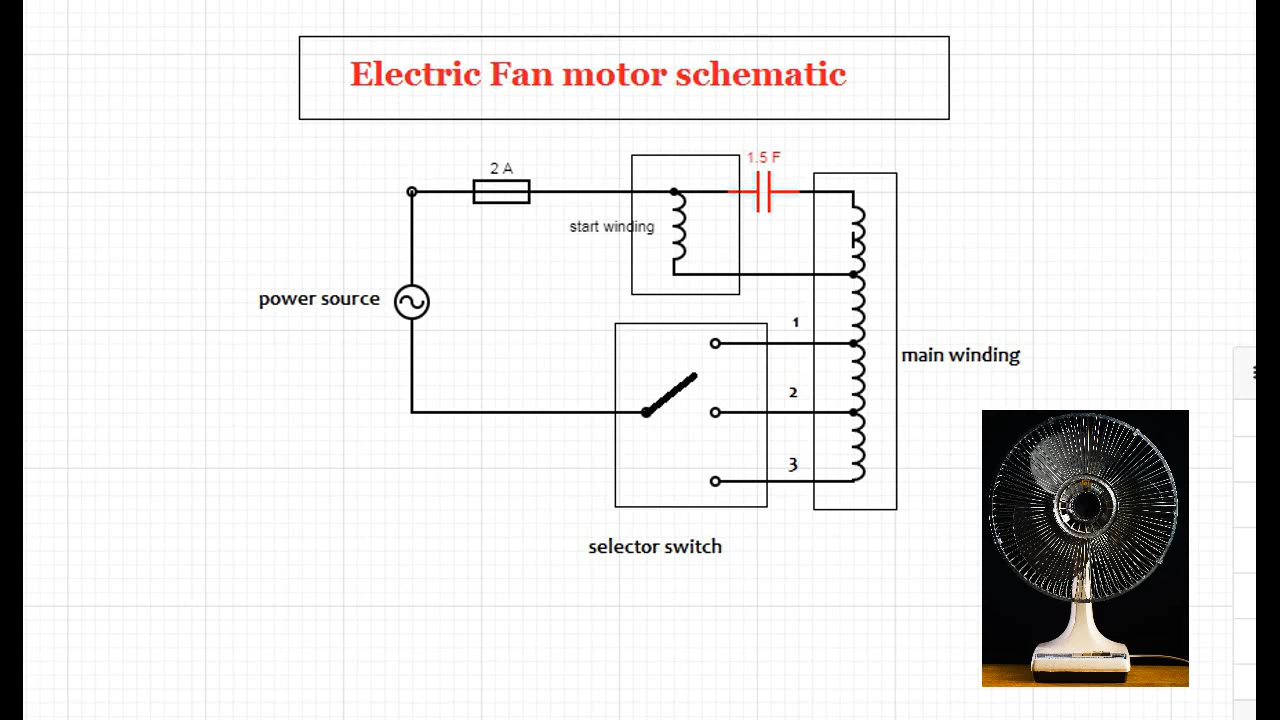 Electric Fan motor schematic
2 A
1.5 F
start winding
power source
1
main winding
2
3
selector switch